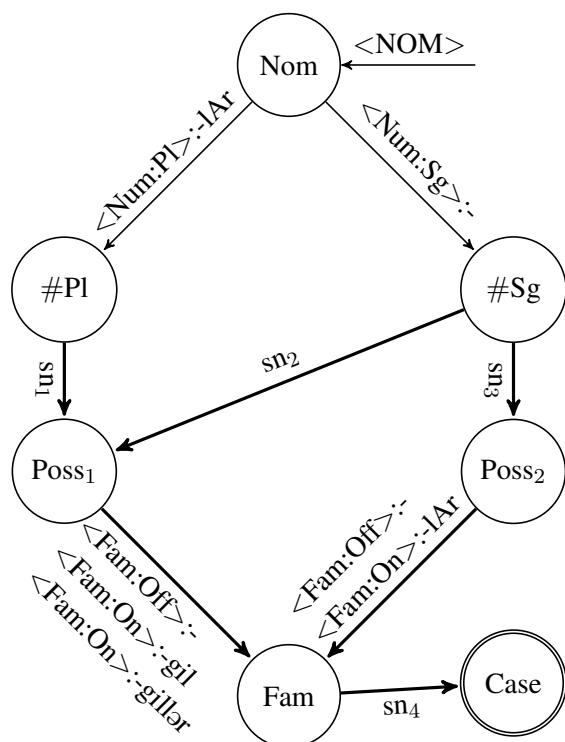 <NOM>
Nom
<Num:Pl>:-lAr
<Num:Sg>:-
#Pl
#Sg
sn₁
sn₂
sn₃
Poss₁
Poss₂
<Fam:Off>:-
<Fam:On>:-gil
<Fam:On>:-gillər
<Fam:Off>:-
<Fam:On>:-lAr
Fam
sn₄
Case